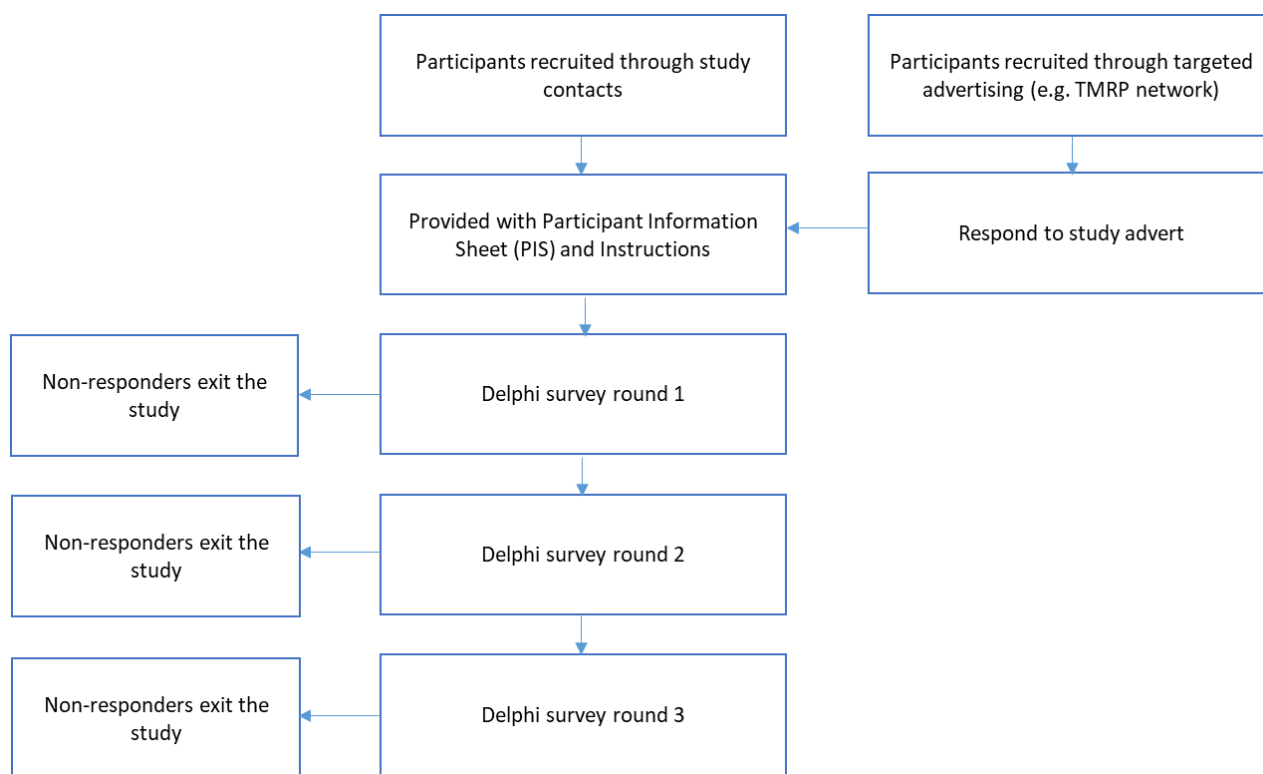 Participants recruited through study
contacts
Participants recruited through targeted
advertising (e.g. TMRP network)
Provided with Participant Information
Sheet (PIS) and Instructions
Respond to study advert
Non-responders exit the
study
Delphi survey round 1
Non-responders exit the
study
Delphi survey round 2
Non-responders exit the
study
Delphi survey round 3